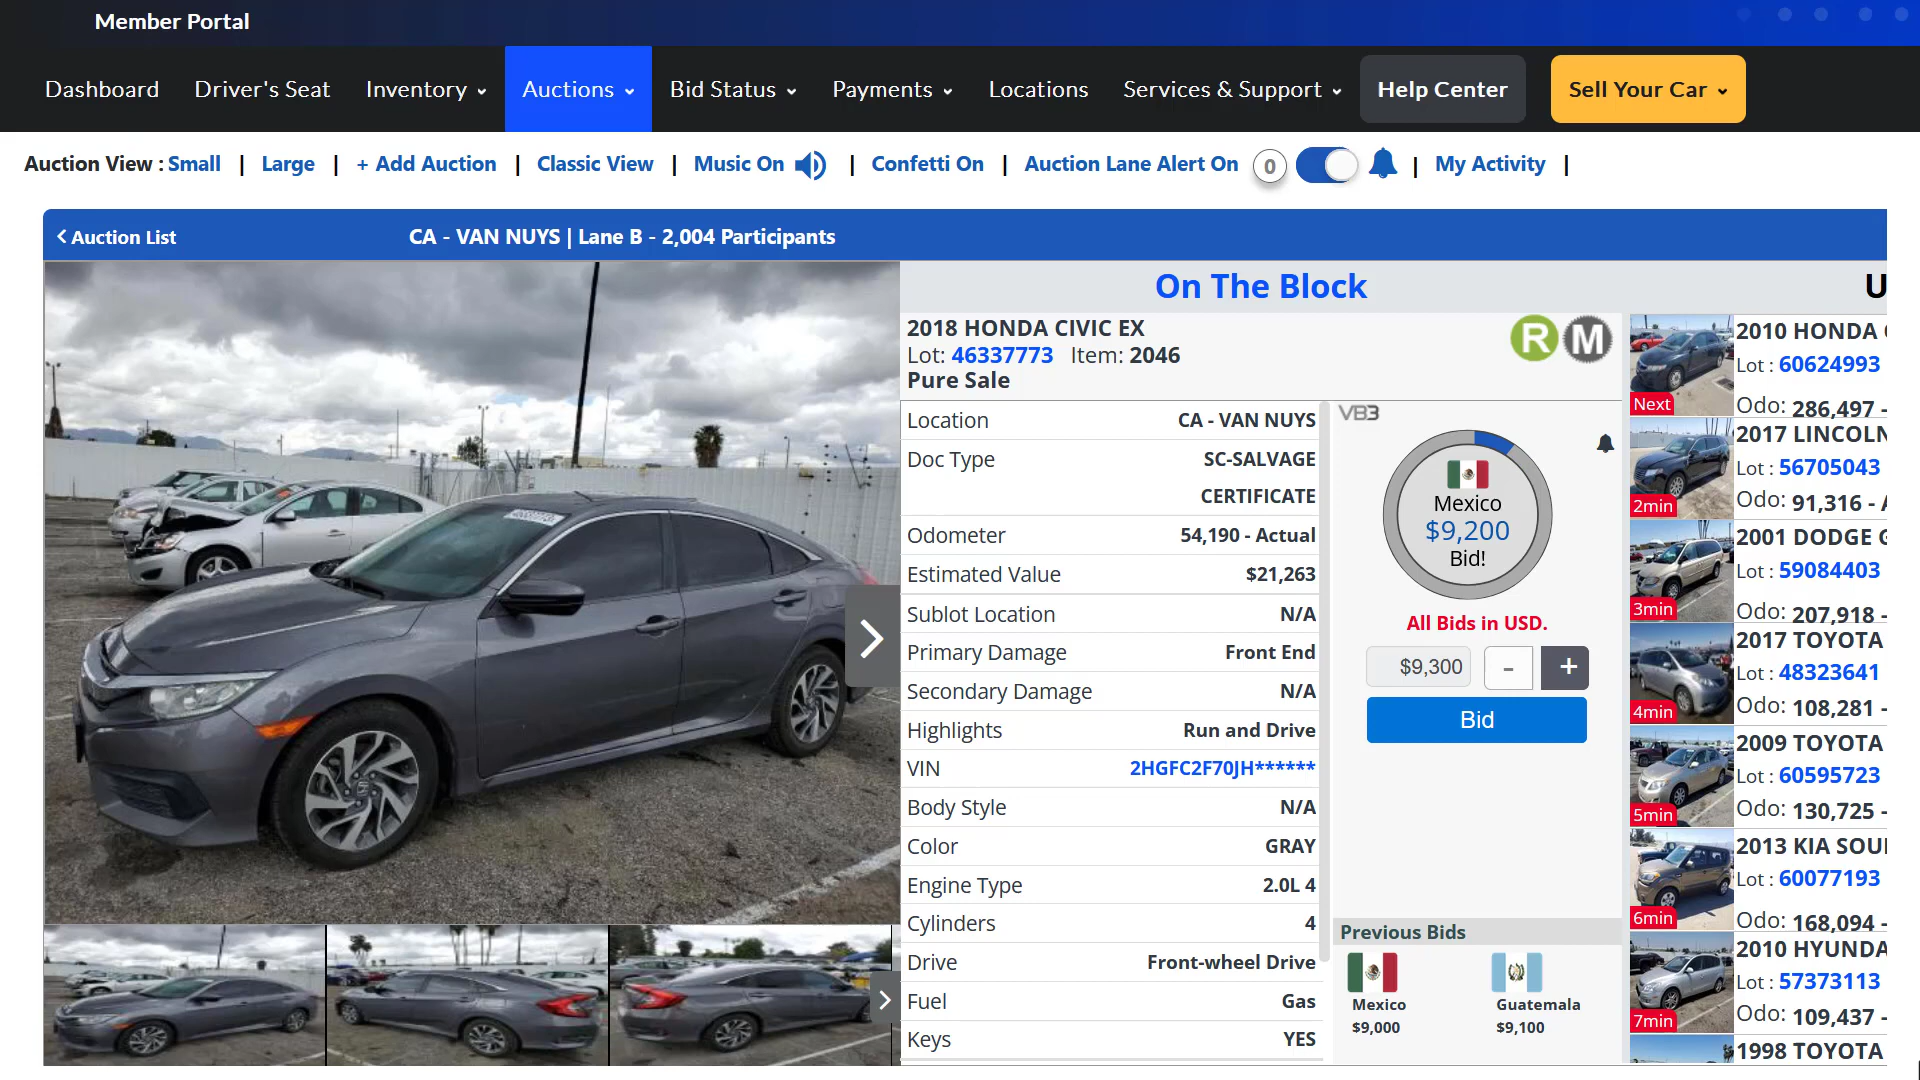 Member Portal
Dashboard Driver's Seat Inventory Auctions Bid Status Payments Locations Services & Support Help Center Sell Your Car
Auction View : Small | Large | + Add Auction | Classic View | Music On | Confetti On | Auction Lane Alert On 0 | My Activity |
Auction List
CA - VAN NUYS | Lane B - 2,004 Participants
On The Block
2018 HONDA CIVIC EX
Lot: 46337773 Item: 2046
Pure Sale
R M
Location CA - VAN NUYS
Doc Type SC-SALVAGE
CERTIFICATE
Odometer 54,190 - Actual
Estimated Value $21,263
Sublot Location N/A
Primary Damage Front End
Secondary Damage N/A
Highlights Run and Drive
VIN 2HGFC2F70JH******
Body Style N/A
Color GRAY
Engine Type 2.0L 4
Cylinders 4
Drive Front-wheel Drive
Fuel Gas
Keys YES
VB3
Mexico
$9,200
Bid!
All Bids in USD.
$9,300 - +
Bid
Previous Bids
Mexico
$9,000
Guatemala
$9,100
U
2010 HONDA
Lot : 60624993
Odo: 286,497 -
Next
2017 LINCOLN
Lot : 56705043
Odo: 91,316 -
2min
2001 DODGE
Lot : 59084403
Odo: 207,918 -
3min
2017 TOYOTA
Lot : 48323641
Odo: 108,281 -
4min
2009 TOYOTA
Lot : 60595723
Odo: 130,725 -
5min
2013 KIA SOUL
Lot : 60077193
Odo: 168,094 -
6min
2010 HYUNDA
Lot : 57373113
Odo: 109,437 -
7min
1998 TOYOTA